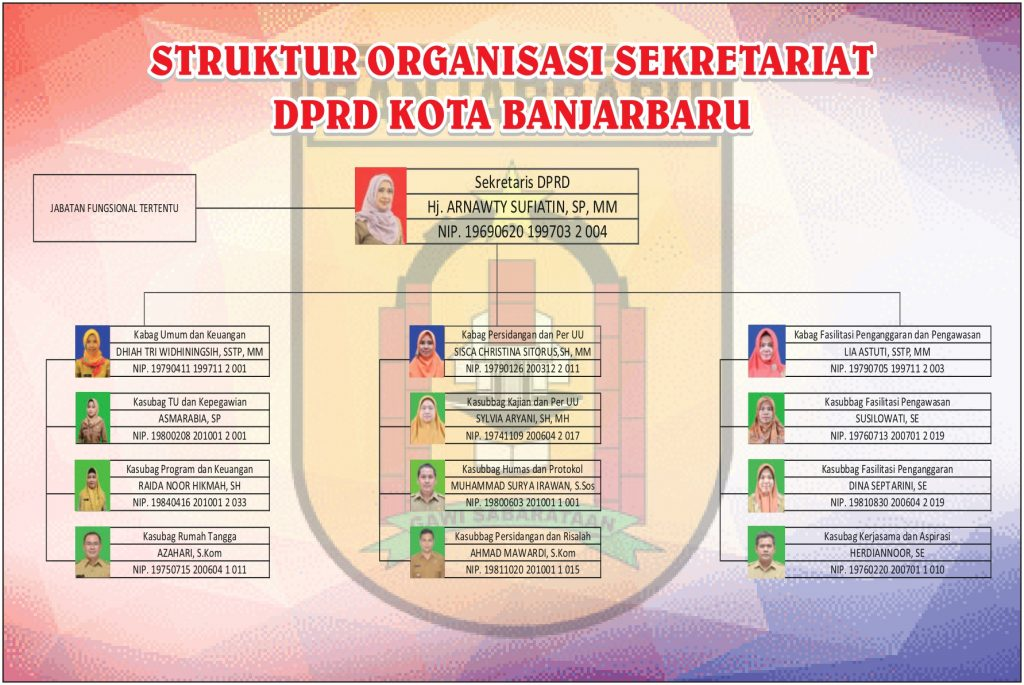 STRUKTUR ORGANISASI SEKRETARIAT
DPRD KOTA BANJARBARU
BANJARBARU
JABATAN FUNGSIONAL TERTENTU
Sekretaris DPRD
Hj. ARNAWTY SUFIATIN, SP, MM
NIP. 19690620 199703 2 004
Kabag Umum dan Keuangan
DHIAH TRI WIDHININGSIH, SSTP, MM
NIP. 19790411 199711 2 001
Kasubag TU dan Kepegawian
ASMARABIA, SP
NIP. 19800208 201001 2 001
Kasubag Program dan Keuangan
RAIDA NOOR HIKMAH, SH
NIP. 19840416 201001 2 033
Kasubag Rumah Tangga
AZAHARI, S.Kom
NIP. 19750715 200604 1 011
Kabag Persidangan dan Per UU
SISCA CHRISTINA SITORUS,SH, MM
NIP. 19790126 200312 2 011
Kasubbag Kajian dan Per UU
SYLVIA ARYANI, SH, MH
NIP. 19741109 200604 2 017
Kasubbag Humas dan Protokol
MUHAMMAD SURYA IRAWAN, S.Sos
NIP. 19800603 201001 1 001
Kasubbag Persidangan dan Risalah
AHMAD MAWARDI, S.Kom
NIP. 19811020 201001 1 015
Kabag Fasilitasi Penganggaran dan Pengawasan
LIA ASTUTI, SSTP, MM
NIP. 19790705 199711 2 003
Kasubbag Fasilitasi Pengawasan
SUSILOWATI, SE
NIP. 19760713 200701 2 019
Kasubbag Fasilitasi Penganggaran
DINA SEPTARINI, SE
NIP. 19810830 200604 2 019
Kasubag Kerjasama dan Aspirasi
HERDIANNOOR, SE
NIP. 19760220 200701 1 010
GAWI SABARATAAN